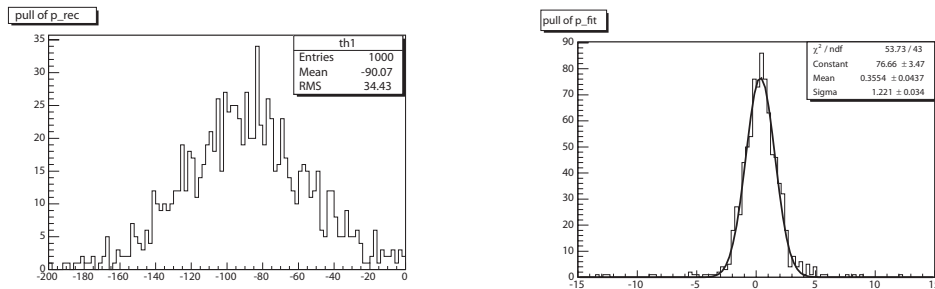 pull of p_rec
th1
Entries 1000
Mean -90.07
RMS 34.43
35
30
25
20
15
10
5
0
-200 -180 -160 -140 -120 -100 -80 -60 -40 -20 0
pull of p_fit
χ² / ndf 53.73 / 43
Constant 76.66 ± 3.47
Mean 0.3554 ± 0.0437
Sigma 1.221 ± 0.034
90
80
70
60
50
40
30
20
10
0
-15 -10 -5 0 5 10 15